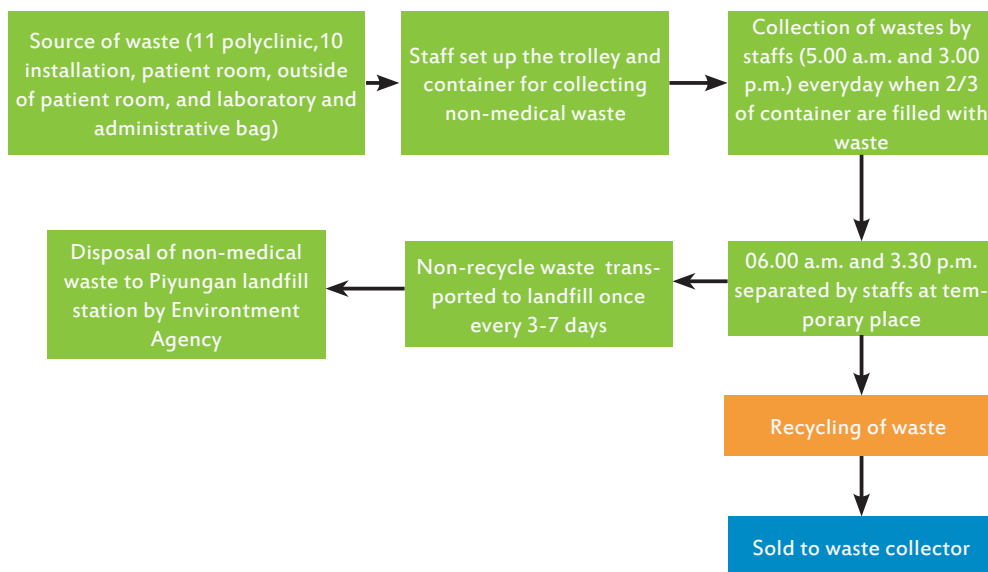 Source of waste (11 polyclinic,10
installation, patient room, outside
of patient room, and laboratory and
administrative bag)
Staff set up the trolley and
container for collecting
non-medical waste
Collection of wastes by
staffs (5.00 a.m. and 3.00
p.m.) everyday when 2/3
of container are filled with
waste
06.00 a.m. and 3.30 p.m.
separated by staffs at tem-
porary place
Non-recycle waste trans-
ported to landfill once
every 3-7 days
Disposal of non-medical
waste to Piyungan landfill
station by Environtment
Agency
Recycling of waste
Sold to waste collector